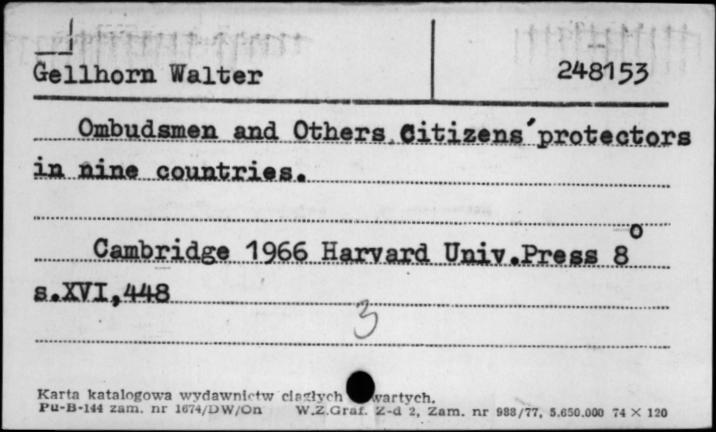 Gellhorn Walter 248153
Ombudsmen and Others.Citizens'protectors
in nine countries.
Cambridge 1966 Harvard Univ.Press 8°
s.XVI,448
3
Karta katalogowa wydawnictw ciągłych wartych.
Pu-B-144 zam. nr 1674/DW/On W.Z.Graf. Z-d 2, Zam. nr 988/77, 5.650.000 74 × 120